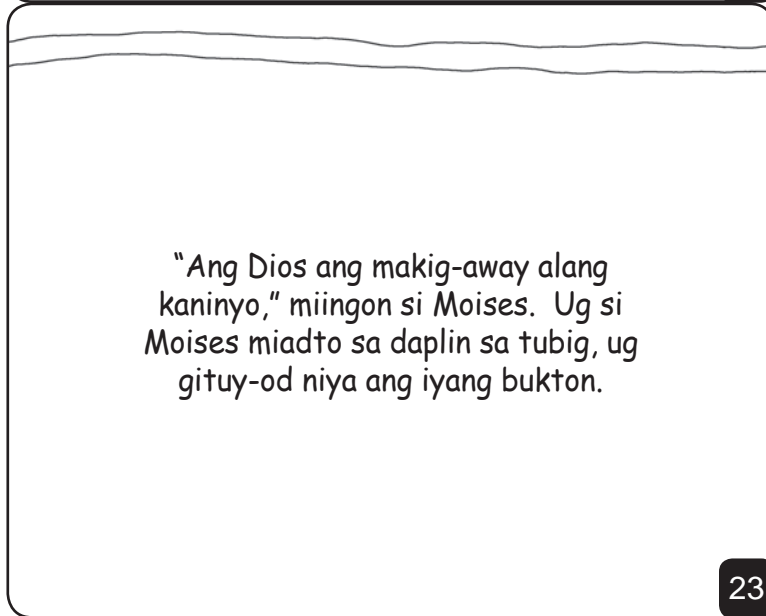 “Ang Dios ang makig-away alang
kaninyo,” miingon si Moises.  Ug si
Moises miadto sa daplin sa tubig, ug
gituy-od niya ang iyang bukton.
23